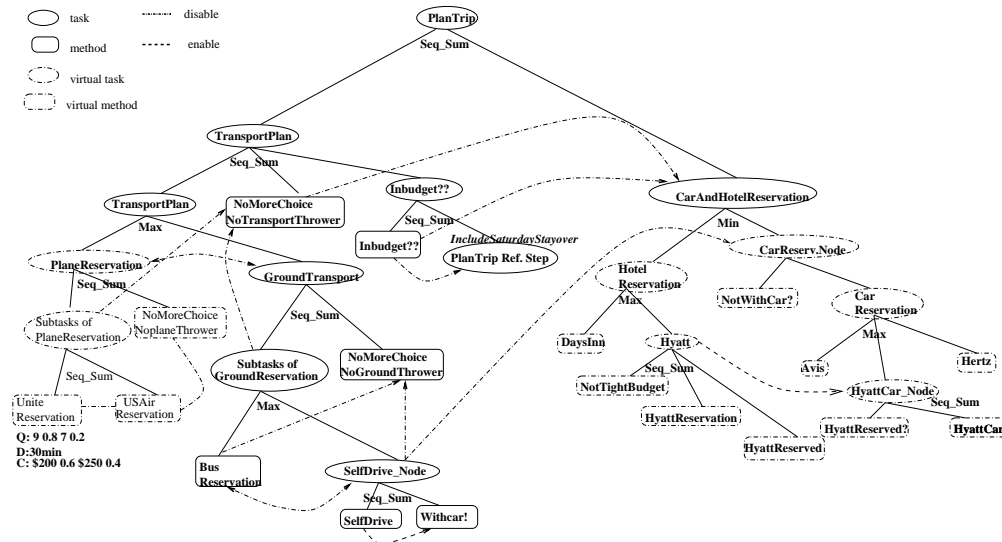 task
disable
method
enable
virtual task
virtual method
PlanTrip
Seq_Sum
TransportPlan
Seq_Sum
TransportPlan
Max
NoMoreChoice
NoTransportThrower
Inbudget??
Seq_Sum
Inbudget??
IncludeSaturdayStayover
PlanTrip Ref. Step
CarAndHotelReservation
Min
PlaneReservation
Seq_Sum
GroundTransport
Seq_Sum
Hotel
Reservation
Max
CarReserv.Node
NotWithCar?
Car
Reservation
Max
Subtasks of
PlaneReservation
Seq_Sum
NoMoreChoice
NoplaneThrower
Subtasks of
GroundReservation
Max
NoMoreChoice
NoGroundThrower
DaysInn
Hyatt
Seq_Sum
NotTightBudget
HyattReservation
HyattReserved
Avis
Hertz
HyattCar_Node
Seq_Sum
HyattReserved?
HyattCar
Unite
Reservation
USAir
Reservation
Q: 9 0.8 7 0.2
D:30min
C: $200 0.6 $250 0.4
Bus
Reservation
SelfDrive_Node
Seq_Sum
SelfDrive
Withcar!